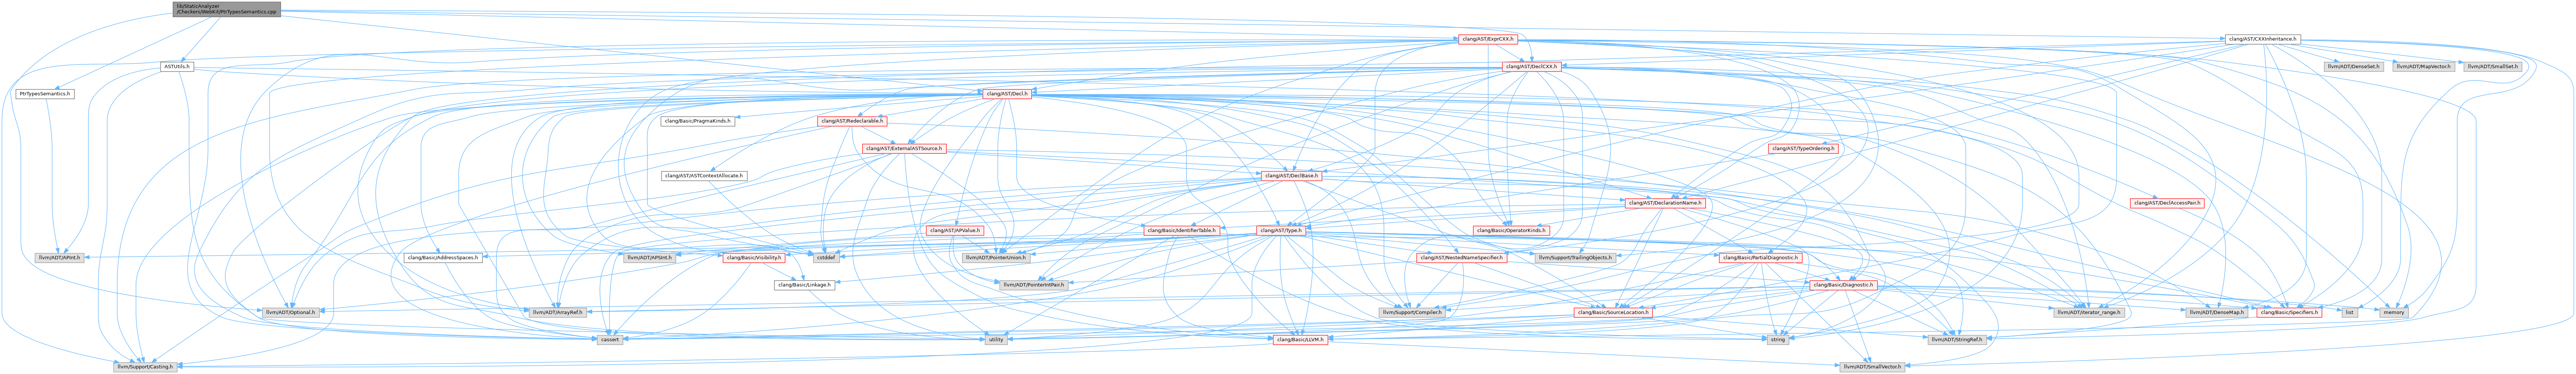 lib/StaticAnalyzer
/Checkers/WebKit/PtrTypesSemantics.cpp
clang/AST/ExprCXX.h
clang/AST/CXXInheritance.h
ASTUtils.h
clang/AST/DeclCXX.h
llvm/ADT/DenseSet.h
llvm/ADT/MapVector.h
llvm/ADT/SmallSet.h
PtrTypesSemantics.h
clang/AST/Decl.h
clang/Basic/PragmaKinds.h
clang/AST/Redeclarable.h
clang/AST/ExternalASTSource.h
clang/AST/TypeOrdering.h
clang/AST/ASTContextAllocate.h
clang/AST/DeclBase.h
clang/AST/DeclarationName.h
clang/AST/DeclAccessPair.h
clang/AST/APValue.h
clang/Basic/IdentifierTable.h
clang/AST/Type.h
clang/Basic/OperatorKinds.h
llvm/ADT/APInt.h
clang/Basic/AddressSpaces.h
llvm/ADT/APSInt.h
clang/Basic/Visibility.h
cstddef
llvm/ADT/PointerUnion.h
clang/AST/NestedNameSpecifier.h
llvm/Support/TrailingObjects.h
clang/Basic/PartialDiagnostic.h
clang/Basic/Linkage.h
llvm/ADT/PointerIntPair.h
clang/Basic/Diagnostic.h
llvm/ADT/Optional.h
llvm/ADT/ArrayRef.h
llvm/Support/Compiler.h
clang/Basic/SourceLocation.h
llvm/ADT/iterator_range.h
llvm/ADT/DenseMap.h
clang/Basic/Specifiers.h
list
memory
cassert
utility
clang/Basic/LLVM.h
string
llvm/ADT/StringRef.h
llvm/Support/Casting.h
llvm/ADT/SmallVector.h